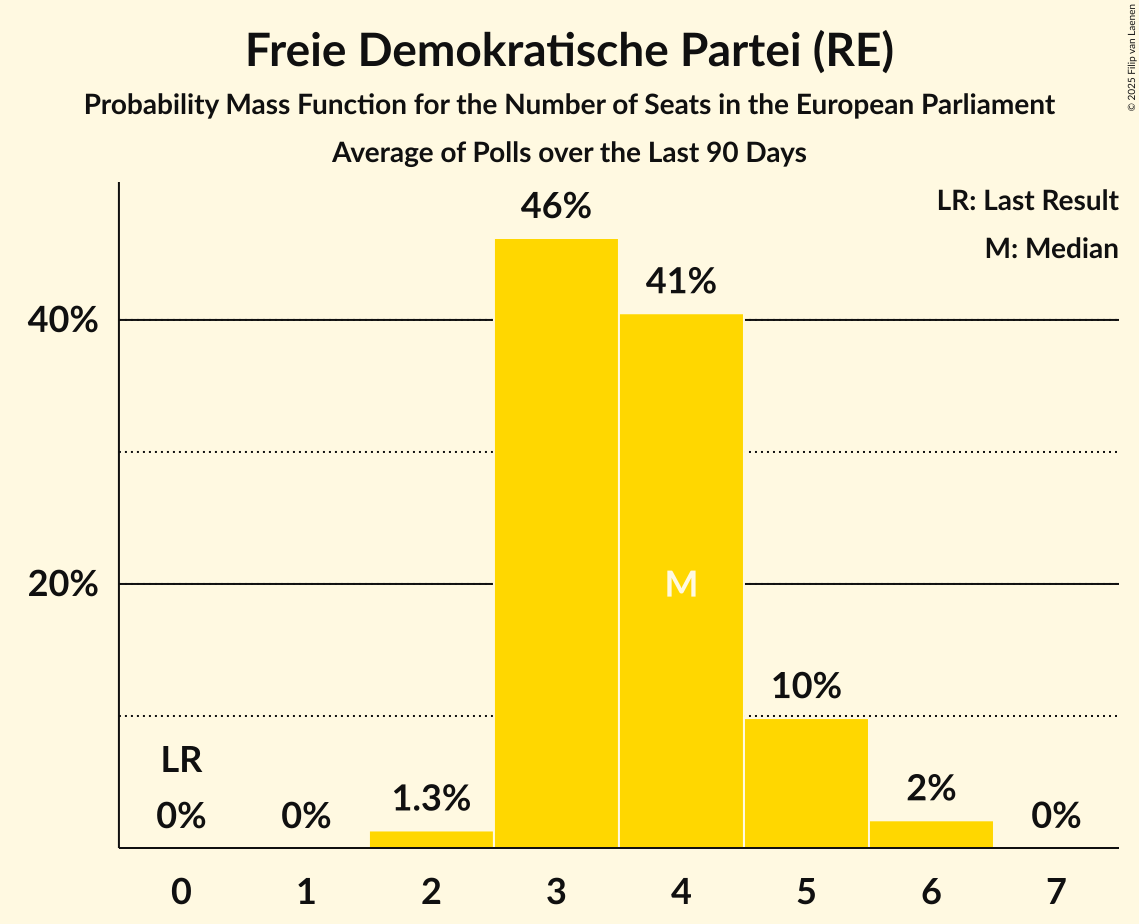 Freie Demokratische Partei (RE)
Probability Mass Function for the Number of Seats in the European Parliament
Average of Polls over the Last 90 Days
© 2025 Filip van Laenen
LR: Last Result
M: Median
46%
41%
40%
20%
M
10%
LR
0%
0%
1.3%
2%
0%
0 1 2 3 4 5 6 7